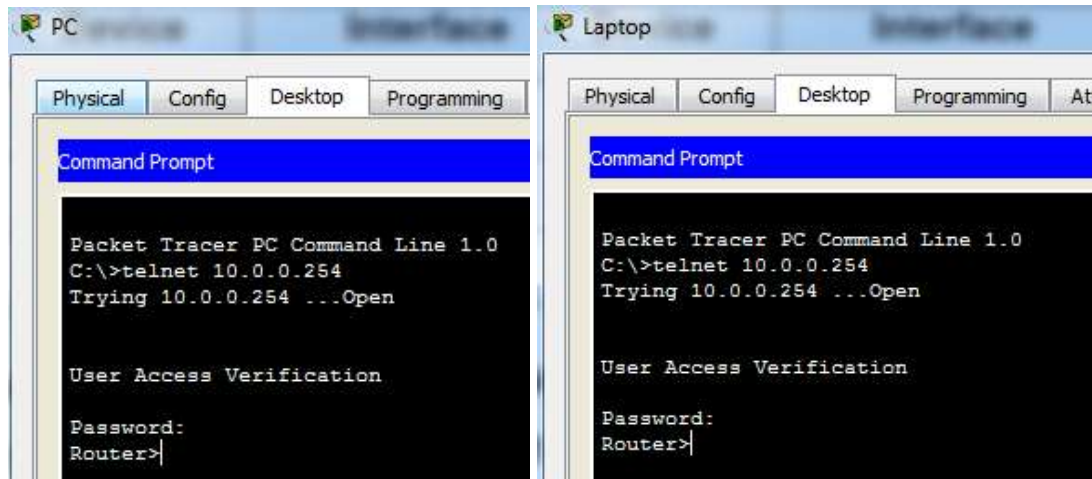 PC
Physical Config Desktop Programming
Command Prompt
Packet Tracer PC Command Line 1.0
C:\>telnet 10.0.0.254
Trying 10.0.0.254 ...Open
User Access Verification
Password:
Router>
Laptop
Physical Config Desktop Programming At
Command Prompt
Packet Tracer PC Command Line 1.0
C:\>telnet 10.0.0.254
Trying 10.0.0.254 ...Open
User Access Verification
Password:
Router>